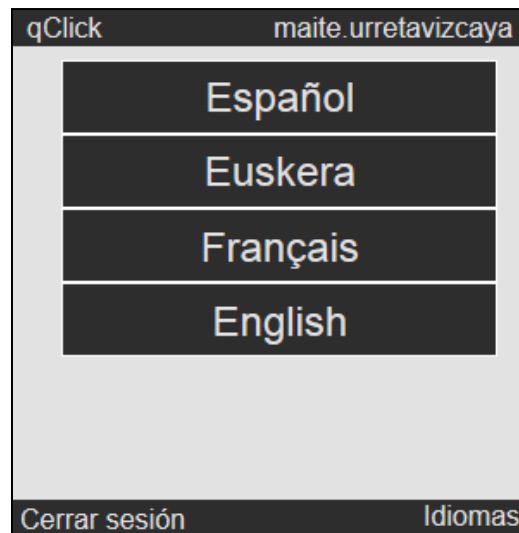 qClick maite.urretavizcaya
Español
Euskera
Français
English
Cerrar sesión Idiomas